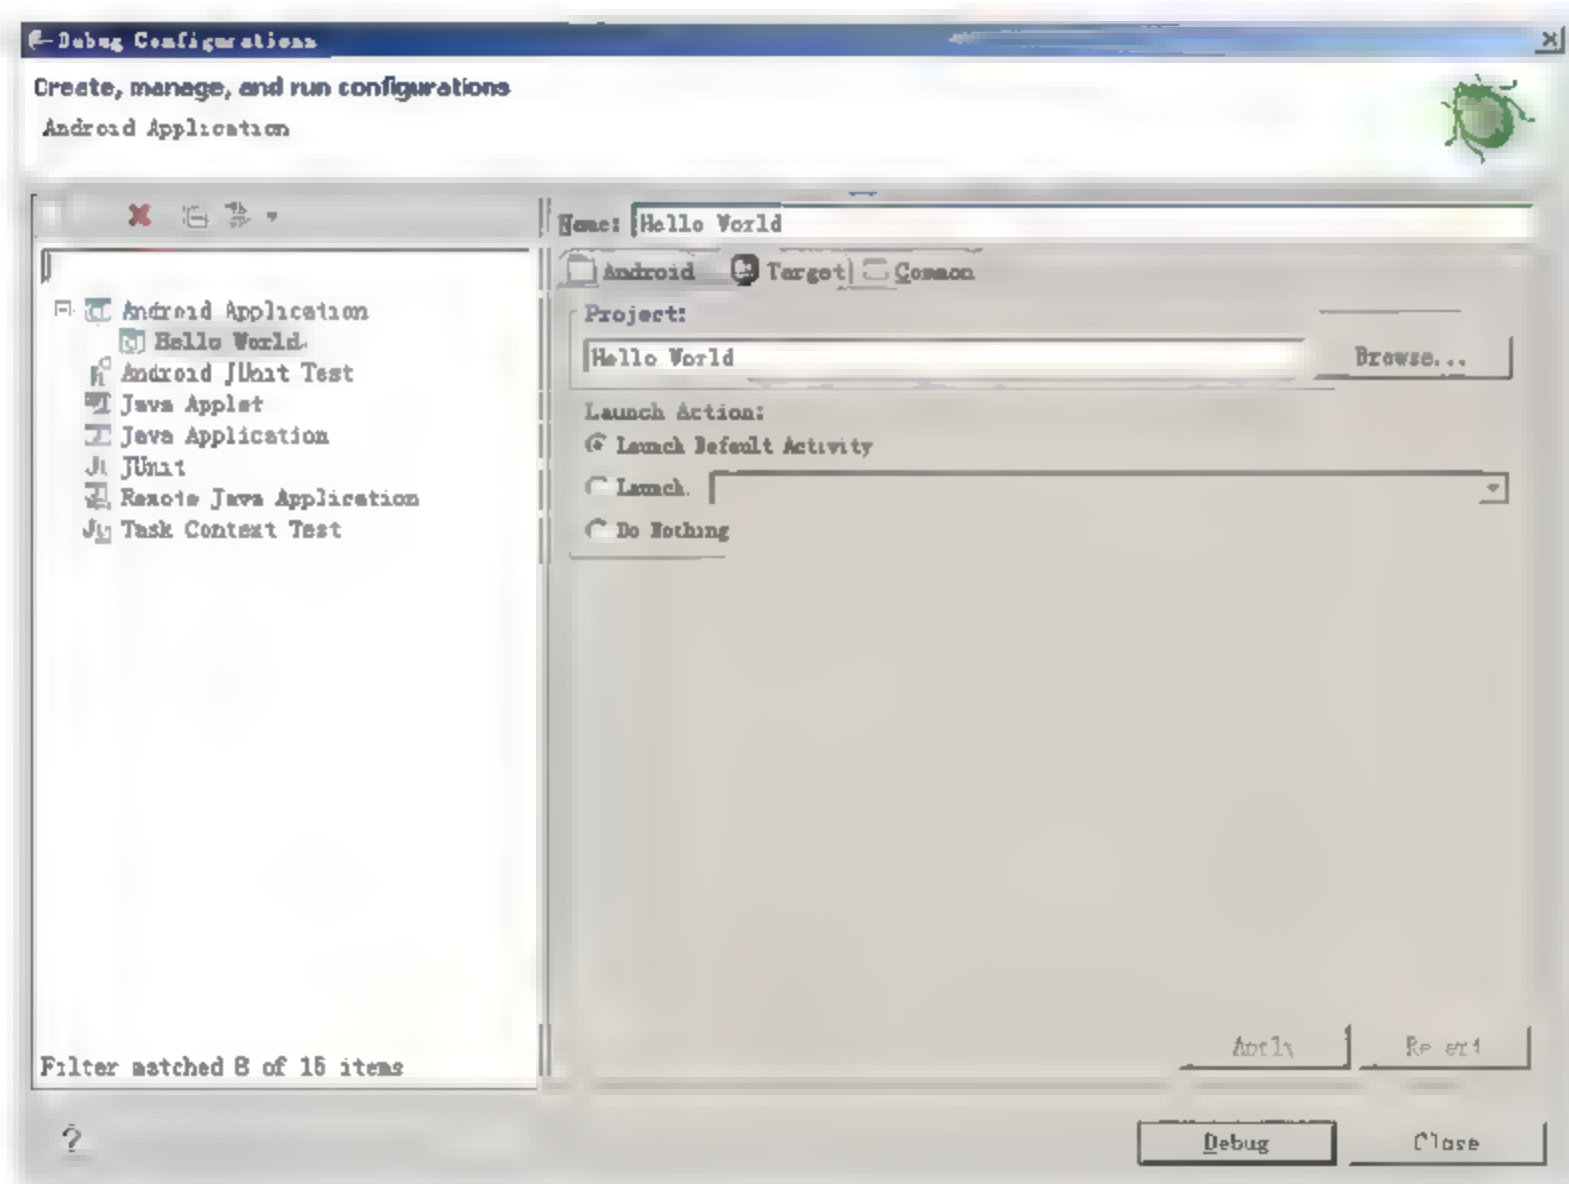 Debug Configurations
Create, manage, and run configurations
Android Application
Name: Hello World
Android Target Common
Android Application
Hello World
Android JUnit Test
Java Applet
Java Application
JUnit
Remote Java Application
Task Context Test
Filter matched 8 of 15 items
Project:
Hello World
Browse...
Launch Action:
Launch Default Activity
Launch:
Do Nothing
Apply
Revert
?
Debug
Close